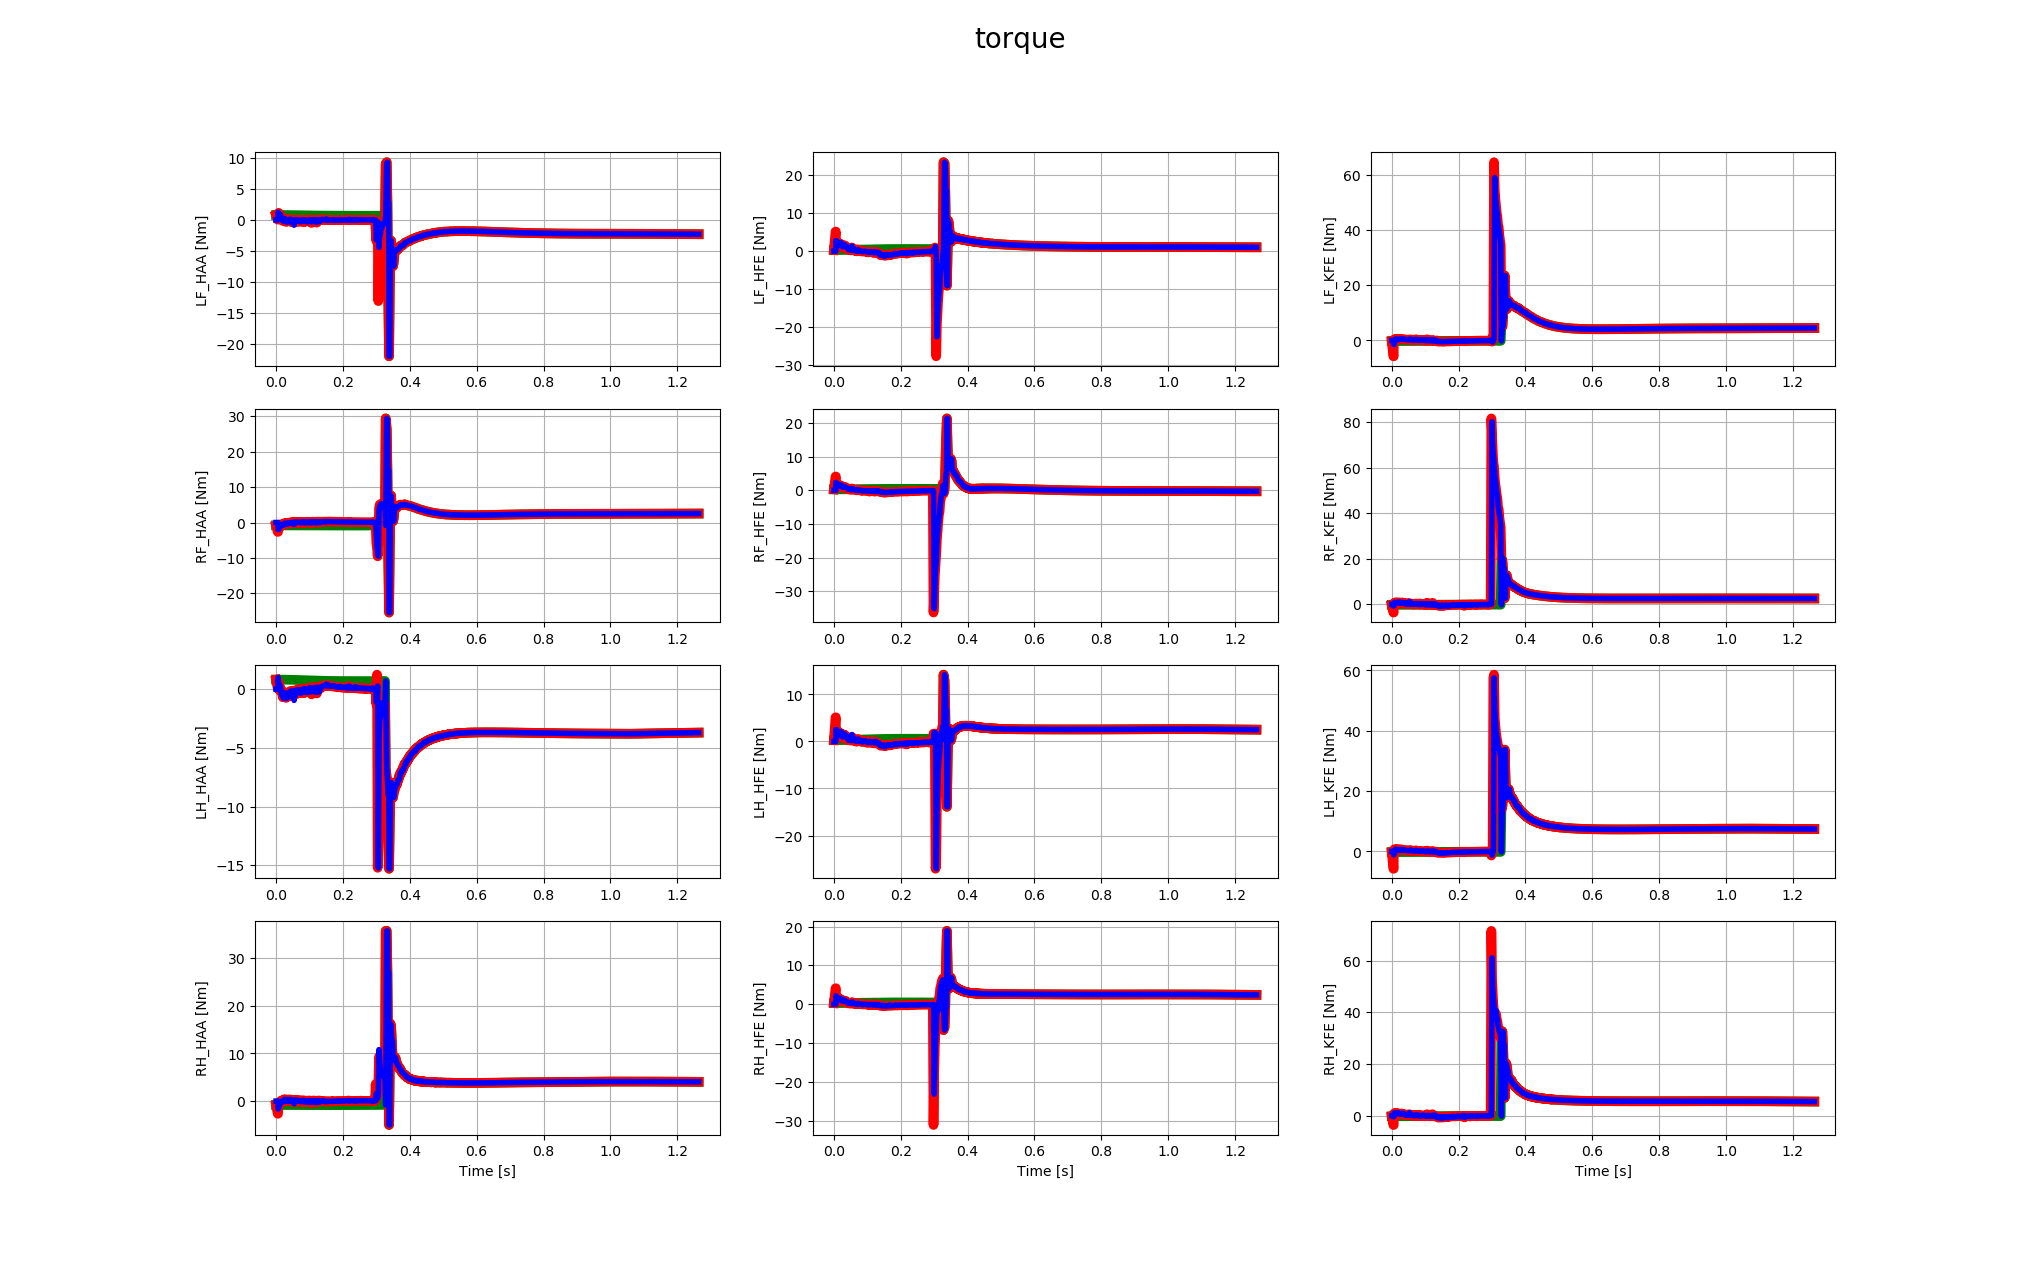 torque
LF_HAA [Nm]
10
5
0
−5
−10
−15
−20
0.0 0.2 0.4 0.6 0.8 1.0 1.2
LF_HFE [Nm]
20
10
0
−10
−20
−30
0.0 0.2 0.4 0.6 0.8 1.0 1.2
LF_KFE [Nm]
60
40
20
0
0.0 0.2 0.4 0.6 0.8 1.0 1.2
RF_HAA [Nm]
30
20
10
0
−10
−20
0.0 0.2 0.4 0.6 0.8 1.0 1.2
RF_HFE [Nm]
20
10
0
−10
−20
−30
0.0 0.2 0.4 0.6 0.8 1.0 1.2
RF_KFE [Nm]
80
60
40
20
0
0.0 0.2 0.4 0.6 0.8 1.0 1.2
LH_HAA [Nm]
0
−5
−10
−15
0.0 0.2 0.4 0.6 0.8 1.0 1.2
LH_HFE [Nm]
10
0
−10
−20
0.0 0.2 0.4 0.6 0.8 1.0 1.2
LH_KFE [Nm]
60
40
20
0
0.0 0.2 0.4 0.6 0.8 1.0 1.2
RH_HAA [Nm]
30
20
10
0
0.0 0.2 0.4 0.6 0.8 1.0 1.2
Time [s]
RH_HFE [Nm]
20
10
0
−10
−20
−30
0.0 0.2 0.4 0.6 0.8 1.0 1.2
Time [s]
RH_KFE [Nm]
60
40
20
0
0.0 0.2 0.4 0.6 0.8 1.0 1.2
Time [s]